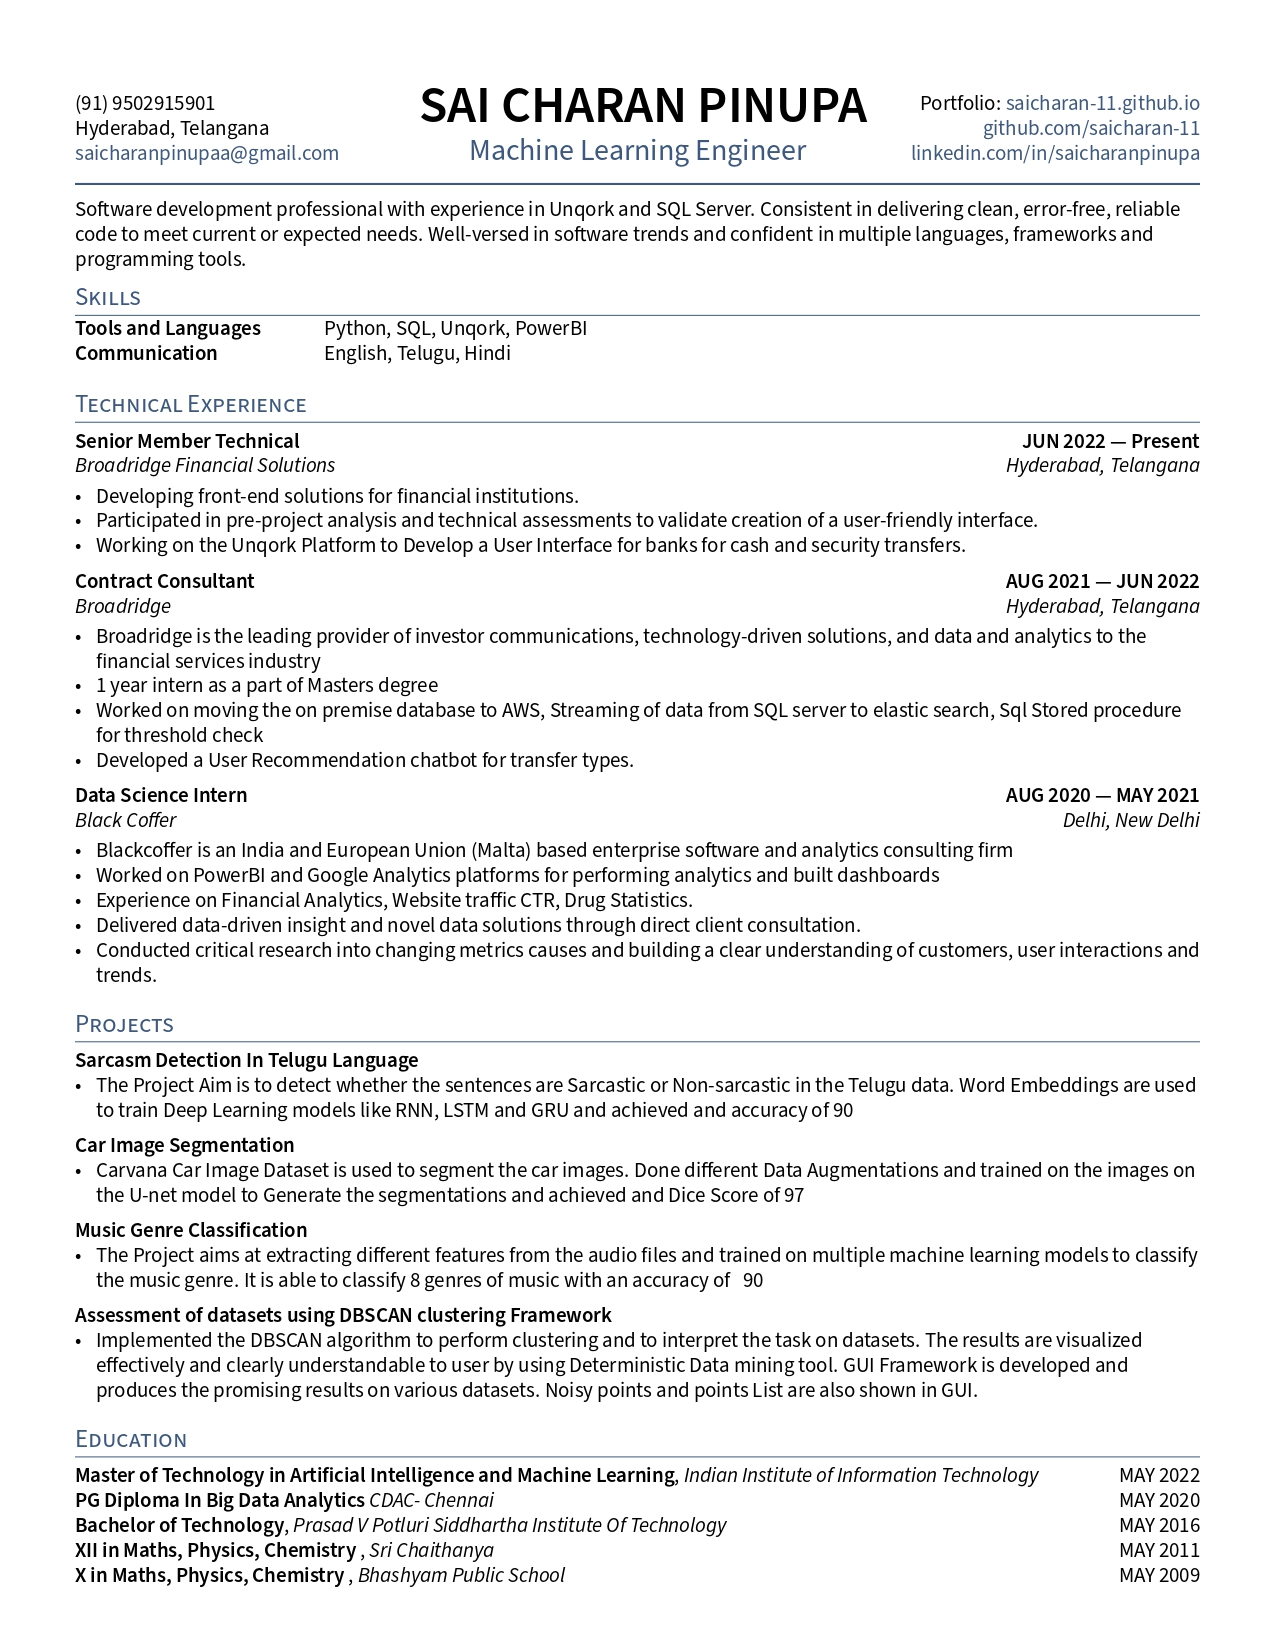 (91) 9502915901
Hyderabad, Telangana
saicharanpinupaa@gmail.com
SAI CHARAN PINUPA
Machine Learning Engineer
Portfolio: saicharan-11.github.io
github.com/saicharan-11
linkedin.com/in/saicharanpinupa
Software development professional with experience in Unqork and SQL Server. Consistent in delivering clean, error-free, reliable
code to meet current or expected needs. Well-versed in software trends and confident in multiple languages, frameworks and
programming tools.
Skills
Tools and Languages Python, SQL, Unqork, PowerBI
Communication English, Telugu, Hindi
Technical Experience
Senior Member Technical JUN 2022 — Present
Broadridge Financial Solutions Hyderabad, Telangana
• Developing front-end solutions for financial institutions.
• Participated in pre-project analysis and technical assessments to validate creation of a user-friendly interface.
• Working on the Unqork Platform to Develop a User Interface for banks for cash and security transfers.
Contract Consultant AUG 2021 — JUN 2022
Broadridge Hyderabad, Telangana
• Broadridge is the leading provider of investor communications, technology-driven solutions, and data and analytics to the
financial services industry
• 1 year intern as a part of Masters degree
• Worked on moving the on premise database to AWS, Streaming of data from SQL server to elastic search, Sql Stored procedure
for threshold check
• Developed a User Recommendation chatbot for transfer types.
Data Science Intern AUG 2020 — MAY 2021
Black Coffer Delhi, New Delhi
• Blackcoffer is an India and European Union (Malta) based enterprise software and analytics consulting firm
• Worked on PowerBI and Google Analytics platforms for performing analytics and built dashboards
• Experience on Financial Analytics, Website traffic CTR, Drug Statistics.
• Delivered data-driven insight and novel data solutions through direct client consultation.
• Conducted critical research into changing metrics causes and building a clear understanding of customers, user interactions and
trends.
Projects
Sarcasm Detection In Telugu Language
• The Project Aim is to detect whether the sentences are Sarcastic or Non-sarcastic in the Telugu data. Word Embeddings are used
to train Deep Learning models like RNN, LSTM and GRU and achieved and accuracy of 90
Car Image Segmentation
• Carvana Car Image Dataset is used to segment the car images. Done different Data Augmentations and trained on the images on
the U-net model to Generate the segmentations and achieved and Dice Score of 97
Music Genre Classification
• The Project aims at extracting different features from the audio files and trained on multiple machine learning models to classify
the music genre. It is able to classify 8 genres of music with an accuracy of 90
Assessment of datasets using DBSCAN clustering Framework
• Implemented the DBSCAN algorithm to perform clustering and to interpret the task on datasets. The results are visualized
effectively and clearly understandable to user by using Deterministic Data mining tool. GUI Framework is developed and
produces the promising results on various datasets. Noisy points and points List are also shown in GUI.
Education
Master of Technology in Artificial Intelligence and Machine Learning, Indian Institute of Information Technology MAY 2022
PG Diploma In Big Data Analytics CDAC- Chennai MAY 2020
Bachelor of Technology, Prasad V Potluri Siddhartha Institute Of Technology MAY 2016
XII in Maths, Physics, Chemistry , Sri Chaithanya MAY 2011
X in Maths, Physics, Chemistry , Bhashyam Public School MAY 2009